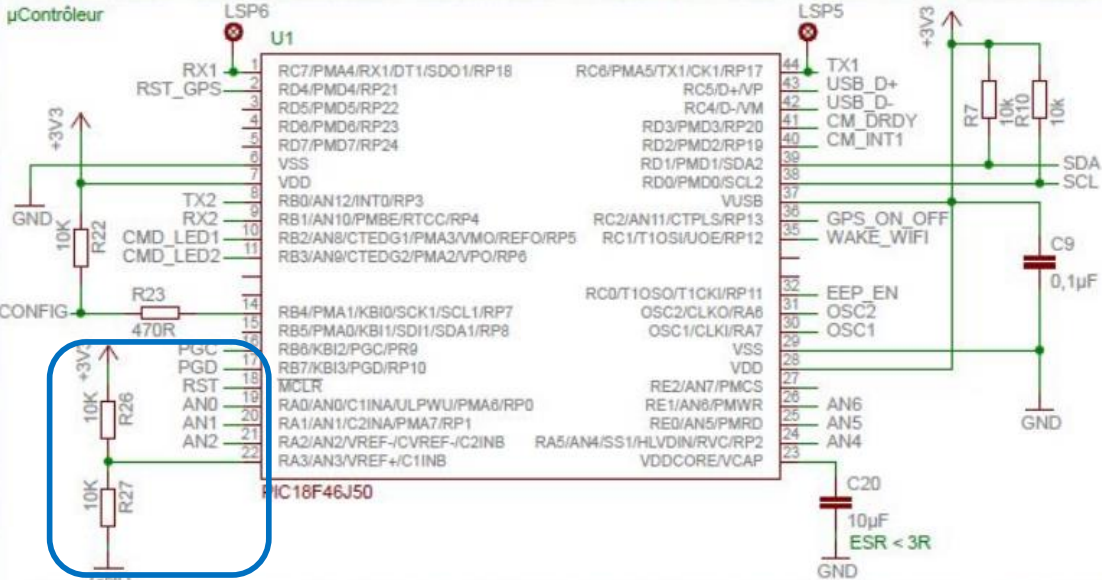 µContrôleur
LSP6
LSP5
U1
+3V3
+3V3
RX1 1 RC7/PMA4/RX1/DT1/SDO1/RP18
RST_GPS 2 RD4/PMD4/RP21
3 RD5/PMD5/RP22
4 RD6/PMD6/RP23
5 RD7/PMD7/RP24
6 VSS
7 VDD
TX2 8 RB0/AN12/INT0/RP3
RX2 9 RB1/AN10/PMBE/RTCC/RP4
CMD_LED1 10 RB2/AN8/CTEDG1/PMA3/VMO/REFO/RP5
CMD_LED2 11 RB3/AN9/CTEDG2/PMA2/VPO/RP6
GND
10K
R22
CONFIG
R23
470R
14 RB4/PMA1/KBI0/SCK1/SCL1/RP7
15 RB5/PMA0/KBI1/SDI1/SDA1/RP8
PGC 16 RB6/KBI2/PGC/PR9
PGD 17 RB7/KBI3/PGD/RP10
RST 18 MCLR
AN0 19 RA0/AN0/C1INA/ULPWU/PMA6/RP0
AN1 20 RA1/AN1/C2INA/PMA7/RP1
AN2 21 RA2/AN2/VREF-/CVREF-/C2INB
22 RA3/AN3/VREF+/C1INB
+3V3
10K
R26
10K
R27
PIC18F46J50
RC6/PMA5/TX1/CK1/RP17 44 TX1
RC5/D+/VP 43 USB_D+
RC4/D-/VM 42 USB_D-
RD3/PMD3/RP20 41 CM_DRDY
RD2/PMD2/RP19 40 CM_INT1
RD1/PMD1/SDA2 39 SDA
RD0/PMD0/SCL2 38 SCL
VUSB 37
RC2/AN11/CTPLS/RP13 36 GPS_ON_OFF
RC1/T1OSI/UOE/RP12 35 WAKE_WIFI
RC0/T1OSO/T1CKI/RP11 32 EEP_EN
OSC2/CLKO/RA6 31 OSC2
OSC1/CLKI/RA7 30 OSC1
VSS 29
VDD 28
RE2/AN7/PMCS 27
RE1/AN6/PMWR 26 AN6
RE0/AN5/PMRD 25 AN5
RA5/AN4/SS1/HLVDIN/RVC/RP2 24 AN4
VDDCORE/VCAP 23
R7
10k
R10
10k
C9
0,1µF
GND
C20
10µF
ESR < 3R
GND